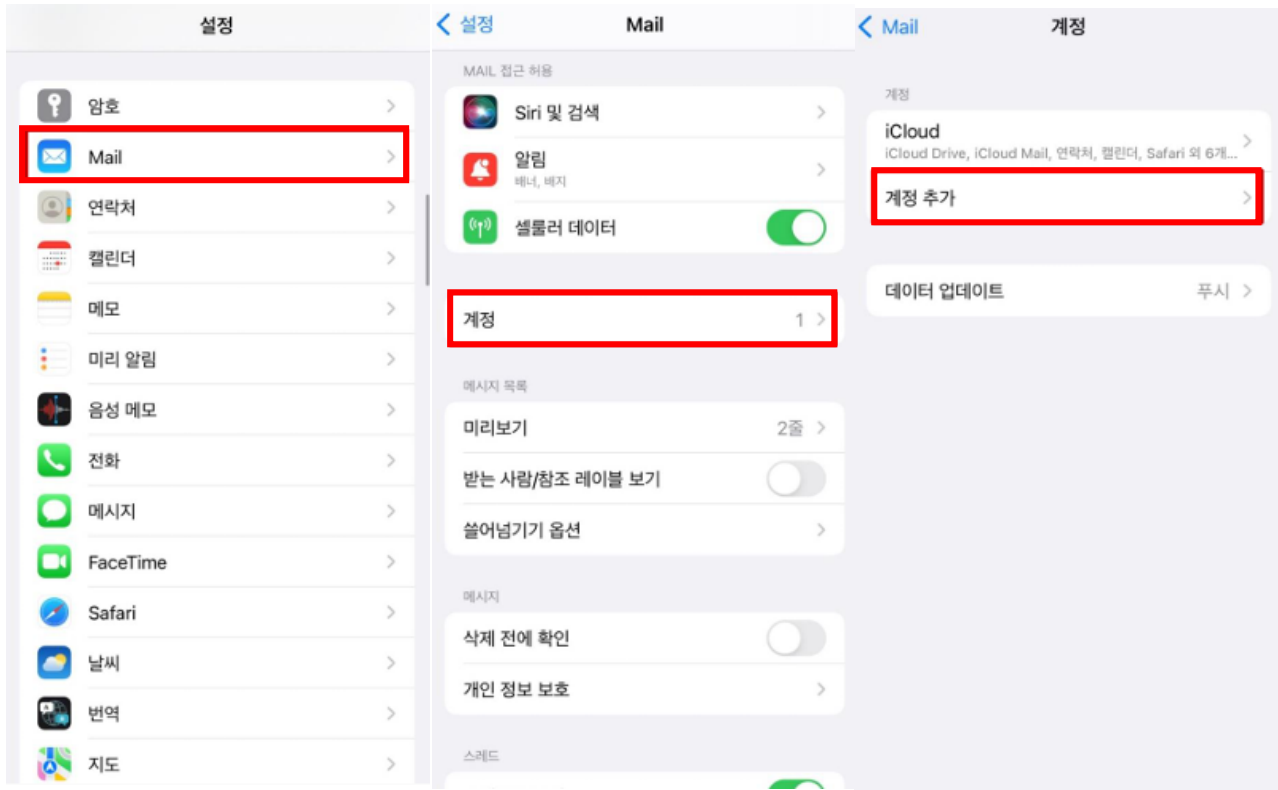 설정
암호
Mail
연락처
캘린더
메모
미리 알림
음성 메모
전화
메시지
FaceTime
Safari
날씨
번역
지도
설정
Mail
MAIL 접근 허용
Siri 및 검색
알림
배너, 배지
셀룰러 데이터
계정 1
메시지 목록
미리보기 2줄
받는 사람/참조 레이블 보기
쓸어넘기기 옵션
메시지
삭제 전에 확인
개인 정보 보호
스레드
Mail
계정
계정
iCloud
iCloud Drive, iCloud Mail, 연락처, 캘린더, Safari 외 6개...
계정 추가
데이터 업데이트 푸시